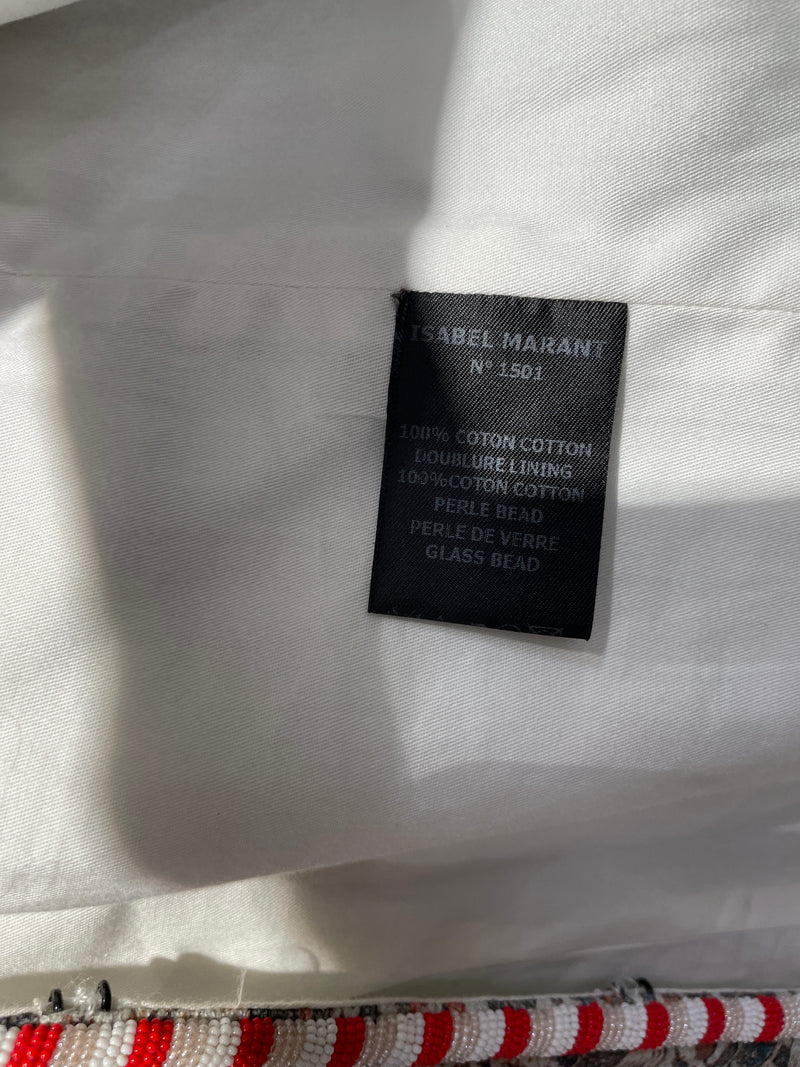 ISABEL MARANT
N° 1501
100% COTON COTTON
DOUBLURE LINING
100%COTON COTTON
PERLE BEAD
PERLE DE VERRE
GLASS BEAD